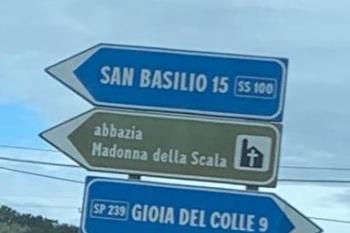 SAN BASILIO 15 SS 100
abbazia
Madonna della Scala
SP 239 GIOIA DEL COLLE 9